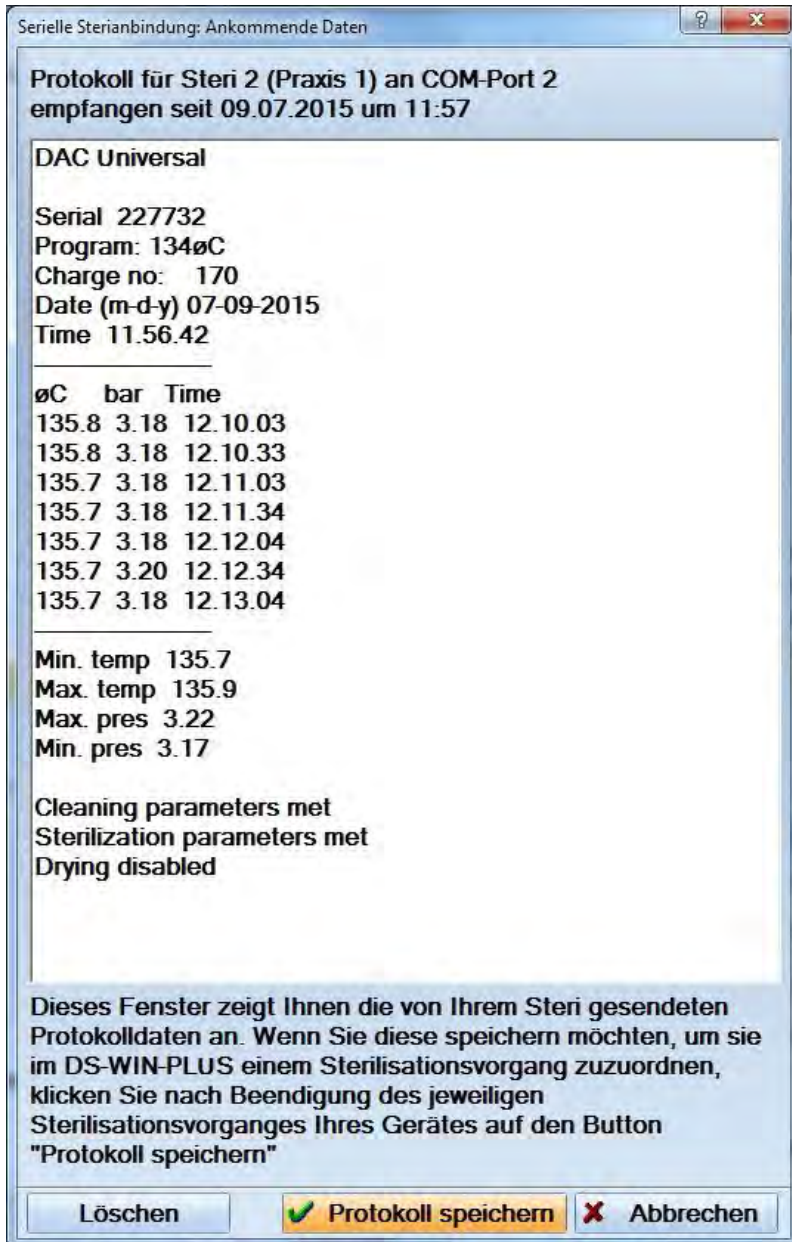 Serielle Sterianbindung: Ankommende Daten
Protokoll für Steri 2 (Praxis 1) an COM-Port 2
empfangen seit 09.07.2015 um 11:57
DAC Universal
Serial 227732
Program: 134øC
Charge no: 170
Date (m-d-y) 07-09-2015
Time 11.56.42
øC bar Time
135.8 3.18 12.10.03
135.8 3.18 12.10.33
135.7 3.18 12.11.03
135.7 3.18 12.11.34
135.7 3.18 12.12.04
135.7 3.20 12.12.34
135.7 3.18 12.13.04
Min. temp 135.7
Max. temp 135.9
Max. pres 3.22
Min. pres 3.17
Cleaning parameters met
Sterilization parameters met
Drying disabled
Dieses Fenster zeigt Ihnen die von Ihrem Steri gesendeten
Protokolldaten an. Wenn Sie diese speichern möchten, um sie
im DS-WIN-PLUS einem Sterilisationsvorgang zuzuordnen,
klicken Sie nach Beendigung des jeweiligen
Sterilisationsvorganges Ihres Gerätes auf den Button
"Protokoll speichern"
Löschen Protokoll speichern Abbrechen